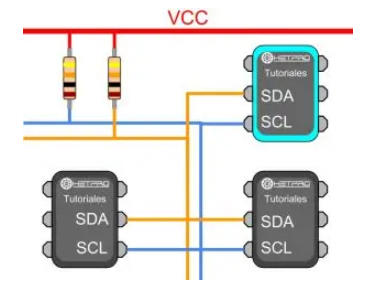 VCC
HETPRO
Tutoriales
SDA
SCL
HETPRO
Tutoriales
SDA
SCL
HETPRO
Tutoriales
SDA
SCL